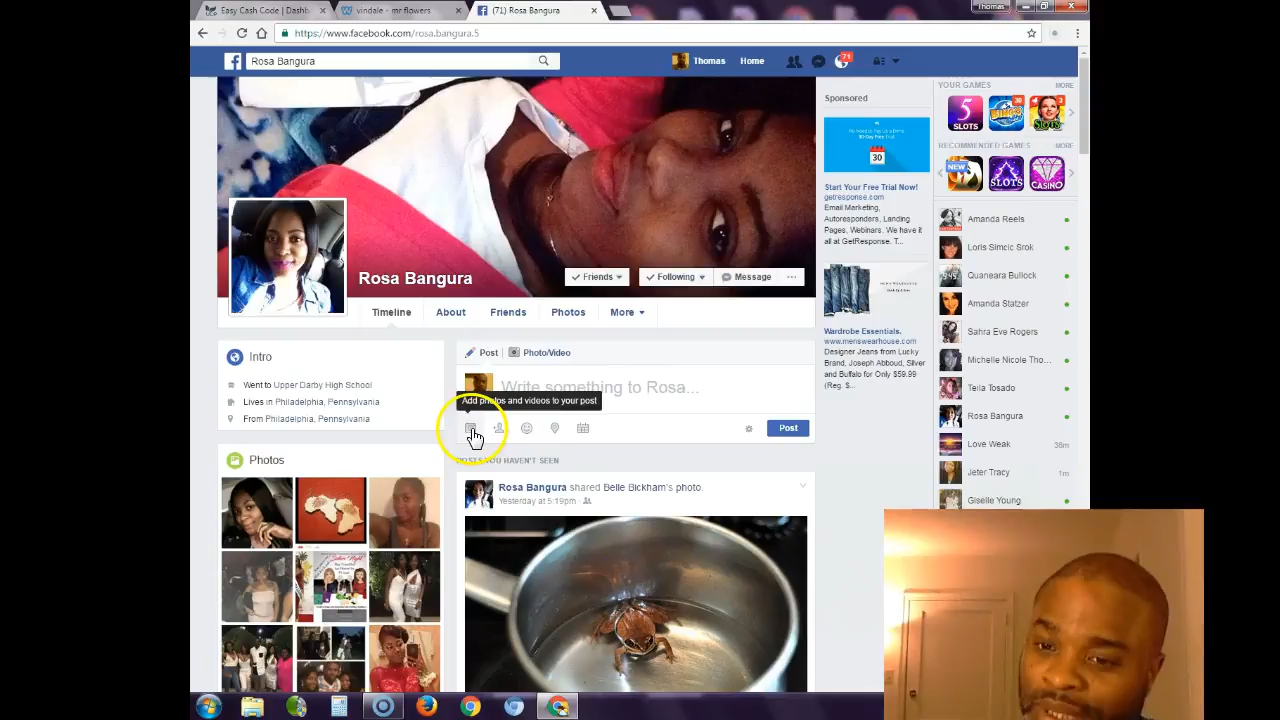 Easy Cash Code | Dashb
vindale - mr flowers
(71) Rosa Bangura
Thomas
https://www.facebook.com/rosa.bangura.5
Rosa Bangura
Thomas
Home
71
Rosa Bangura
Friends
Following
Message
Timeline
About
Friends
Photos
More
Intro
Went to Upper Darby High School
Lives in Philadelphia, Pennsylvania
From Philadelphia, Pennsylvania
Photos
Post
Photo/Video
Write something to Rosa...
Add photos and videos to your post
Post
POSTS YOU HAVEN'T SEEN
Rosa Bangura shared Belle Bickham's photo.
Yesterday at 5:19pm
Sponsored
30
Start Your Free Trial Now!
getresponse.com
Email Marketing,
Autoresponders, Landing
Pages, Webinars. We have it
all at GetResponse. T...
Wardrobe Essentials.
www.menswearhouse.com
Designer Jeans from Lucky
Brand, Joseph Abboud, Silver
and Buffalo for Only $59.99
(Reg. $...
YOUR GAMES
MORE
5
SLOTS
RECOMMENDED GAMES
MORE
NEW
SLOTS
CASINO
Amanda Reels
Loris Simcic Srok
Quaneara Bullock
Amanda Statzer
Sahra Eve Rogers
Michelle Nicole Tho...
Teila Tosado
Rosa Bangura
Love Weak 36m
Jeter Tracy 1m
Giselle Young